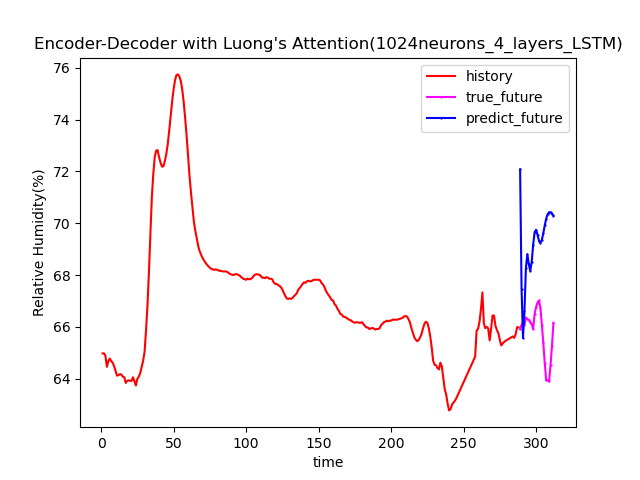 Encoder-Decoder with Luong's Attention(1024neurons_4_layers_LSTM)
history
true_future
predict_future
Relative Humidity(%)
76
74
72
70
68
66
64
0 50 100 150 200 250 300
time